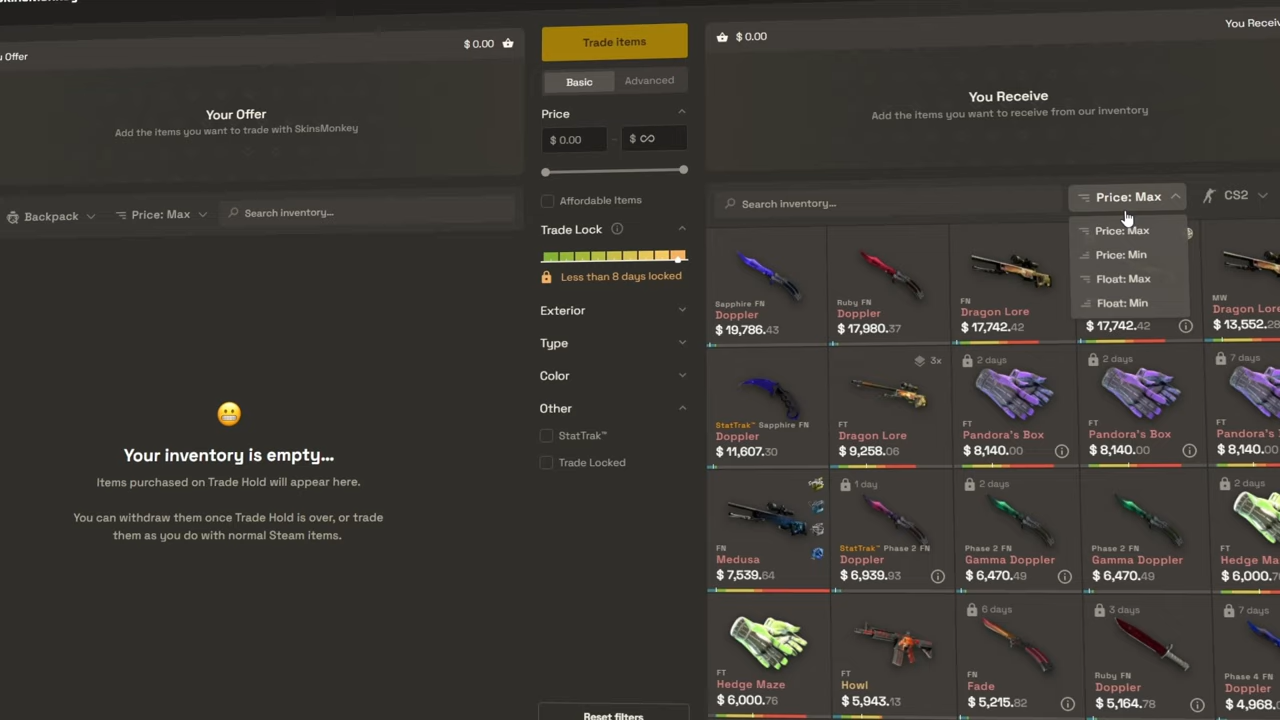 $ 0.00
Your Offer
Add the items you want to trade with SkinsMonkey
Backpack
Price: Max
Search inventory...
Your inventory is empty...
Items purchased on Trade Hold will appear here.
You can withdraw them once Trade Hold is over, or trade
them as you do with normal Steam items.
Trade items
Basic
Advanced
Price
$ 0.00
-
$ ∞
Affordable Items
Trade Lock
Less than 8 days locked
Exterior
Type
Color
Other
StatTrak™
Trade Locked
Reset filters
$ 0.00
You Receive
Add the items you want to receive from our inventory
Search inventory...
Price: Max
CS2
Price: Max
Price: Min
Float: Max
Float: Min
Sapphire FN
Doppler
$ 19,786.43
Ruby FN
Doppler
$ 17,980.37
FN
Dragon Lore
$ 17,742.42
$ 17,742.42
MW
Dragon Lore
$ 13,552.28
StatTrak™ Sapphire FN
Doppler
$ 11,607.30
3x
FT
Dragon Lore
$ 9,258.06
2 days
FT
Pandora's Box
$ 8,140.00
2 days
FT
Pandora's Box
$ 8,140.00
7 days
FT
Pandora's
$ 8,140.00
FN
Medusa
$ 7,539.64
1 day
StatTrak™ Phase 2 FN
Doppler
$ 6,939.93
2 days
Phase 2 FN
Gamma Doppler
$ 6,470.49
Phase 2 FN
Gamma Doppler
$ 6,470.49
2 days
FT
Hedge Ma
$ 6,000.
FT
Hedge Maze
$ 6,000.76
FT
Howl
$ 5,943.13
6 days
FN
Fade
$ 5,215.82
3 days
Ruby FN
Doppler
$ 5,164.78
7 days
Phase 4 FN
Doppler
$ 4,968.